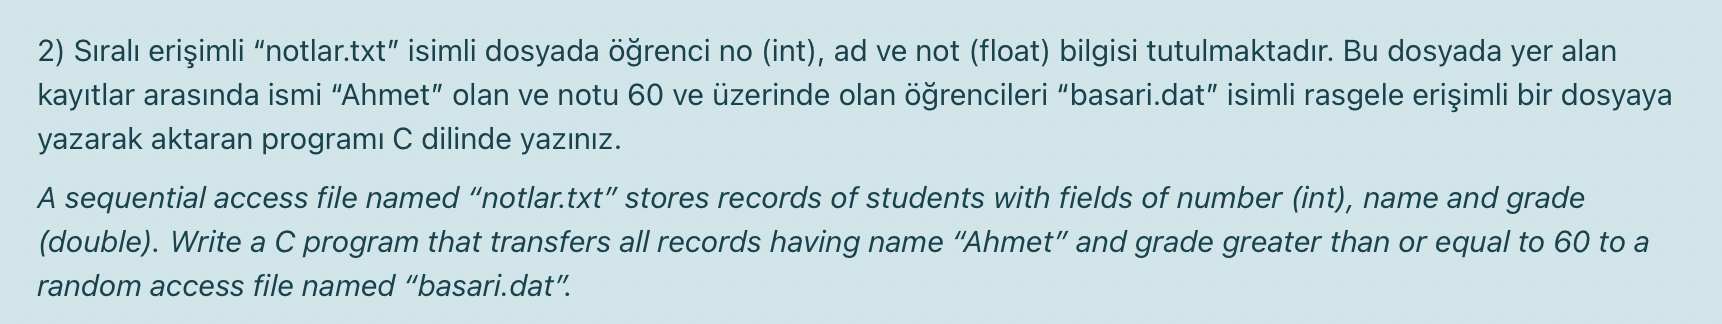 2) Sıralı erişimli “notlar.txt” isimli dosyada öğrenci no (int), ad ve not (float) bilgisi tutulmaktadır. Bu dosyada yer alan
kayıtlar arasında ismi “Ahmet” olan ve notu 60 ve üzerinde olan öğrencileri “basari.dat” isimli rasgele erişimli bir dosyaya
yazarak aktaran programı C dilinde yazınız.
A sequential access file named “notlar.txt” stores records of students with fields of number (int), name and grade
(double). Write a C program that transfers all records having name “Ahmet” and grade greater than or equal to 60 to a
random access file named “basari.dat”.